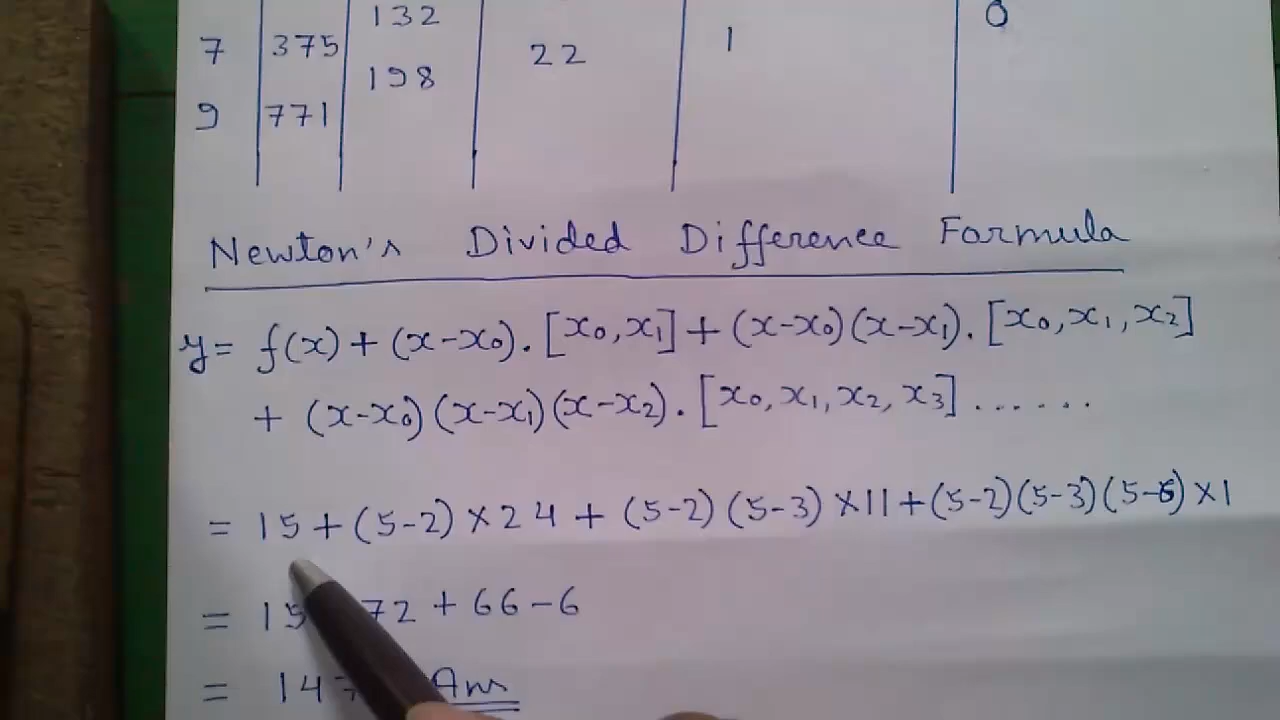 132 0
7 375 22 1
198
9 771
Newton's Divided Difference Formula
y = f(x) + (x-x₀). [x₀, x₁] + (x-x₀)(x-x₁). [x₀, x₁, x₂]
+ (x-x₀)(x-x₁)(x-x₂). [x₀, x₁, x₂, x₃] ......
= 15 + (5-2) × 24 + (5-2) (5-3) × 11 + (5-2)(5-3)(5-6) × 1
= 15 72 + 66 - 6
= 147 Ans